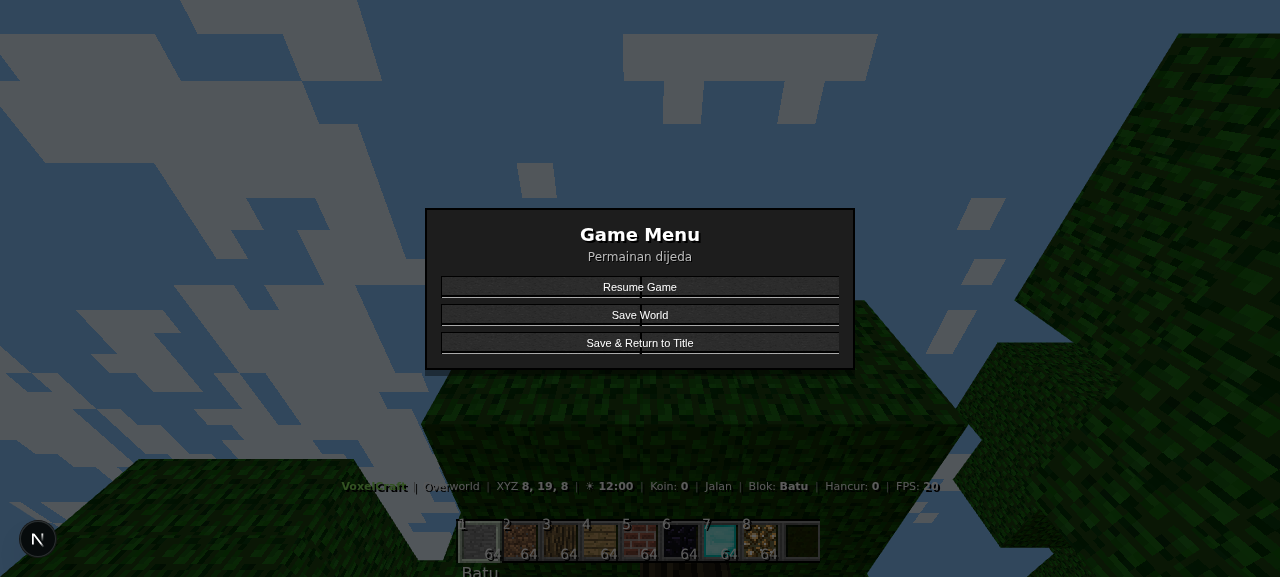 Game Menu
Permainan dijeda
Resume Game
Save World
Save & Return to Title
VoxelCraft | Overworld | XYZ 8, 19, 8 | ☀ 12:00 | Koin: 0 | Jalan | Blok: Batu | Hancur: 0 | FPS: 20
1 2 3 4 5 6 7 8
64 64 64 64 64 64 64 64
Batu
N